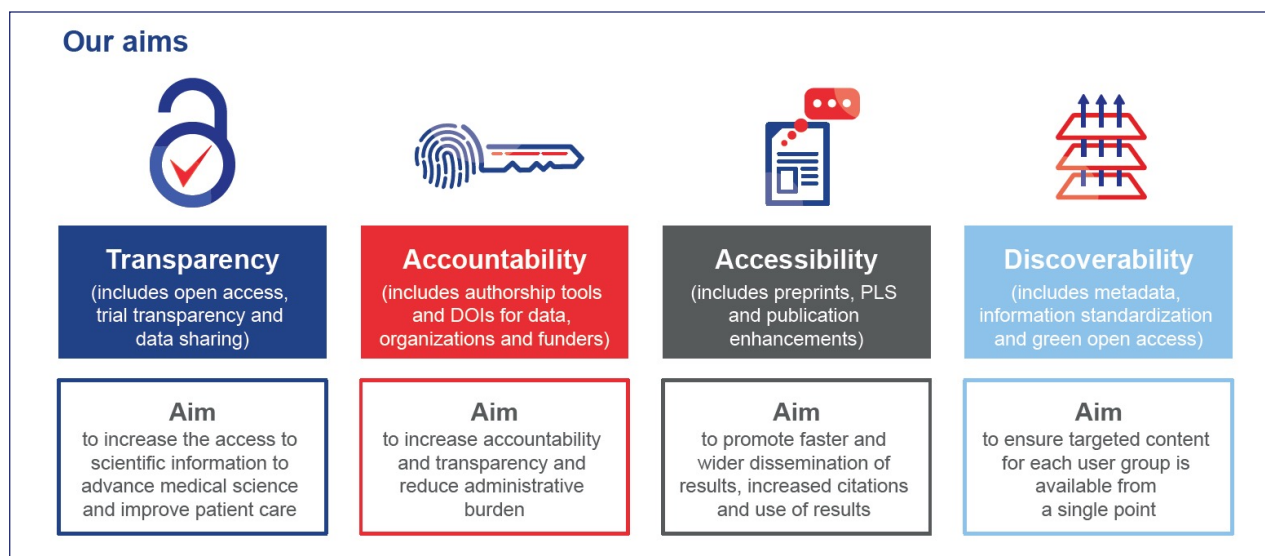 Our aims
Transparency
(includes open access,
trial transparency and
data sharing)
Accountability
(includes authorship tools
and DOIs for data,
organizations and funders)
Accessibility
(includes preprints, PLS
and publication
enhancements)
Discoverability
(includes metadata,
information standardization
and green open access)
Aim
to increase the access to
scientific information to
advance medical science
and improve patient care
Aim
to increase accountability
and transparency and
reduce administrative
burden
Aim
to promote faster and
wider dissemination of
results, increased citations
and use of results
Aim
to ensure targeted content
for each user group is
available from
a single point